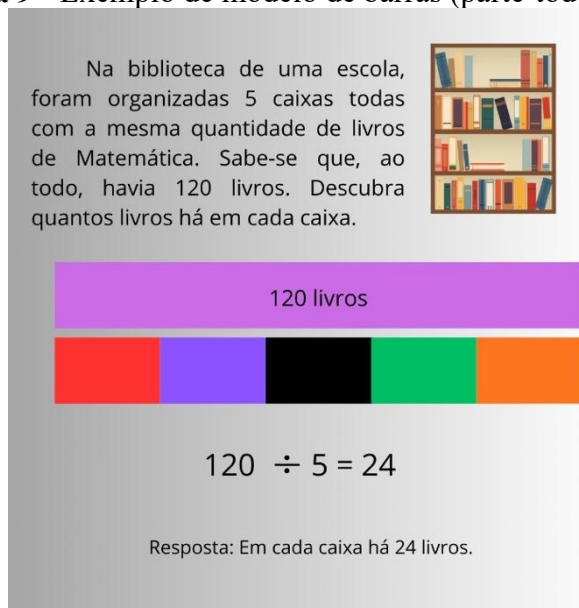 9 Exemplo de modelo de barras (parte-tod
Na biblioteca de uma escola,
foram organizadas 5 caixas todas
com a mesma quantidade de livros
de Matemática. Sabe-se que, ao
todo, havia 120 livros. Descubra
quantos livros há em cada caixa.
120 livros
120 ÷ 5 = 24
Resposta: Em cada caixa há 24 livros.